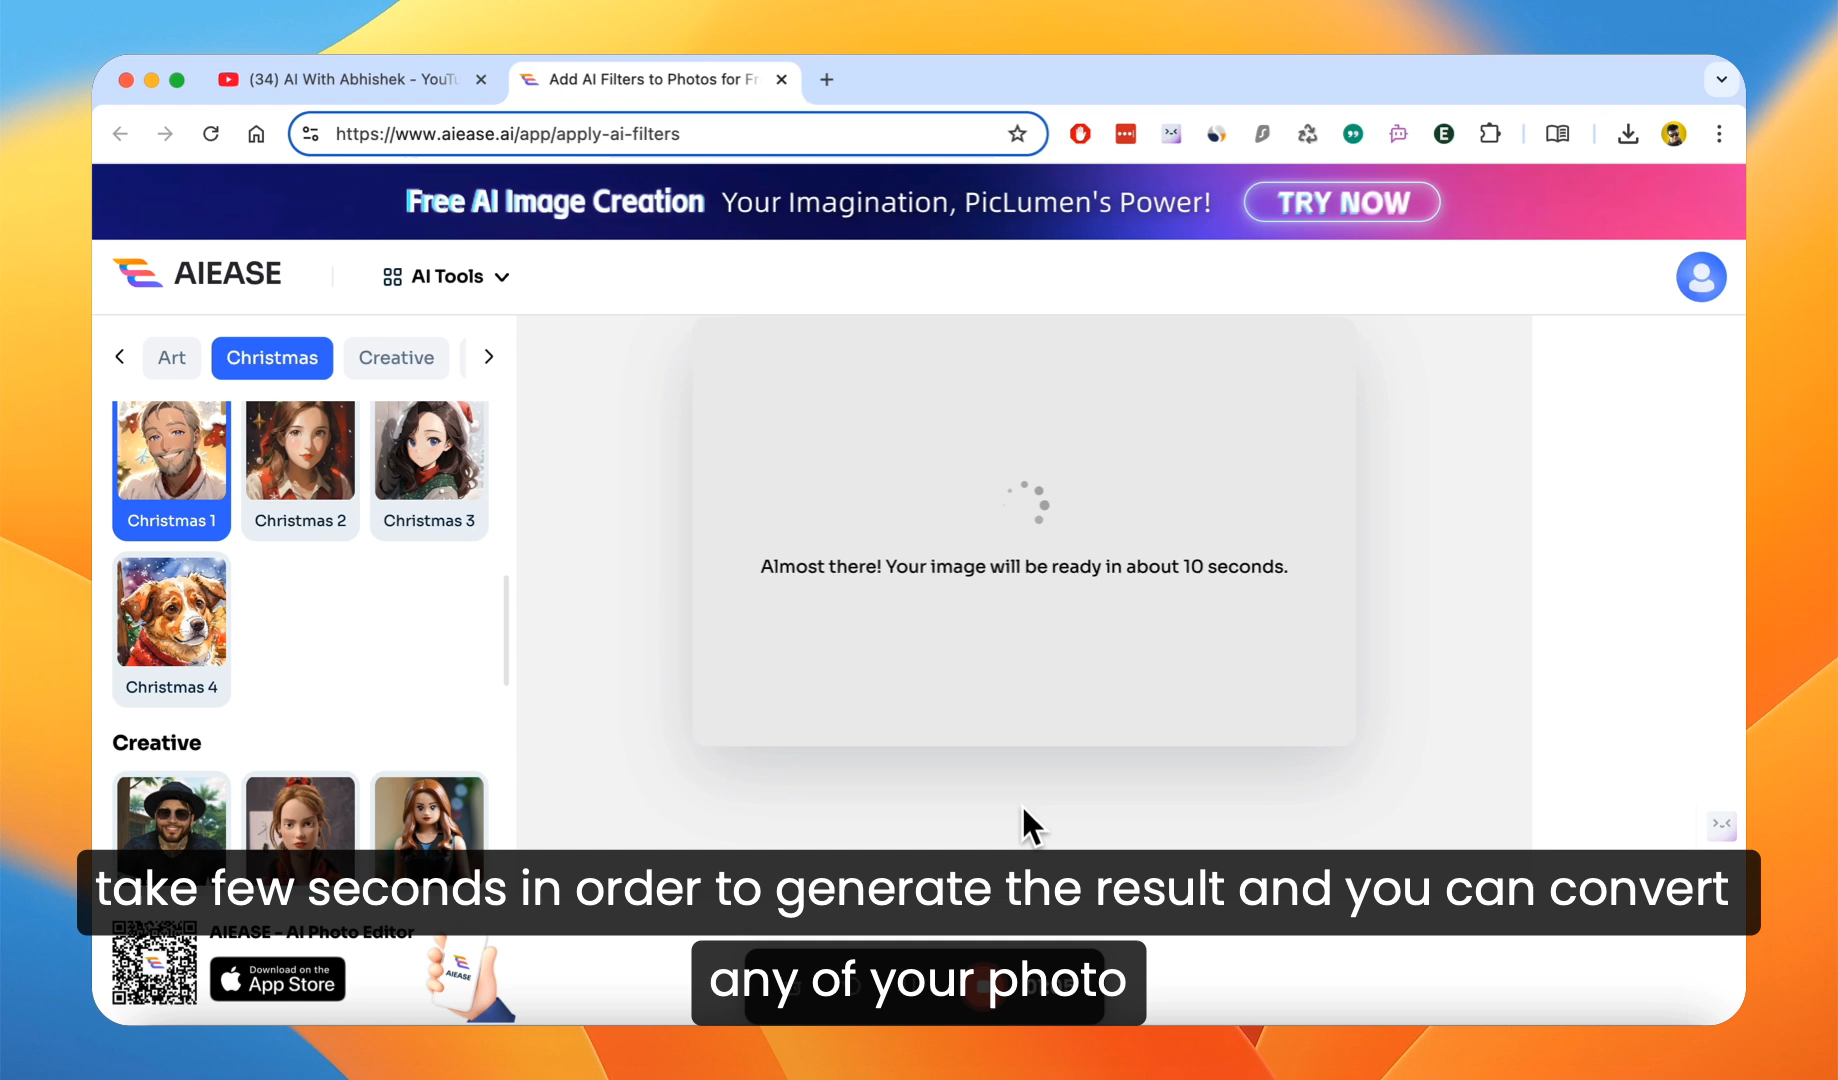 (34) AI With Abhishek - YouTu
Add AI Filters to Photos for Fr
https://www.aiease.ai/app/apply-ai-filters
Free AI Image Creation Your Imagination, PicLumen's Power! TRY NOW
AIEASE
AI Tools
Art
Christmas
Creative
Christmas 1
Christmas 2
Christmas 3
Christmas 4
Almost there! Your image will be ready in about 10 seconds.
Creative
take few seconds in order to generate the result and you can convert
any of your photo
AIEASE - AI Photo Editor
Download on the
App Store
AIEASE